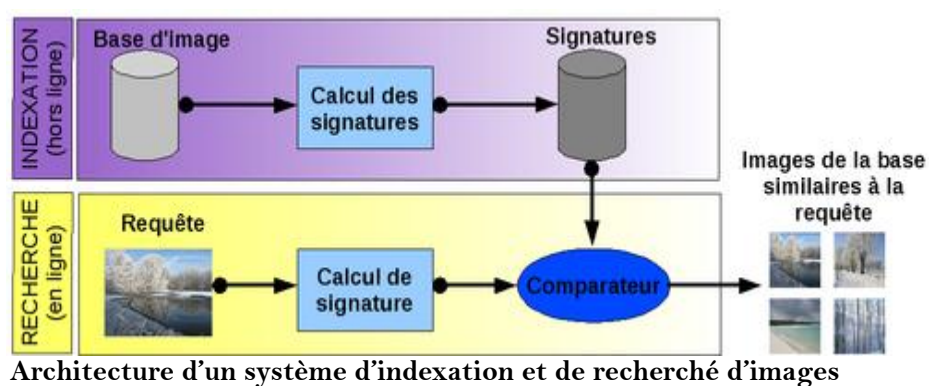 INDEXATION
(hors ligne)
Base d'image
Calcul des
signatures
Signatures
RECHERCHE
(en ligne)
Requête
Calcul de
signature
Comparateur
Images de la base
similaires à la
requête
Architecture d'un système d'indexation et de recherché d'images